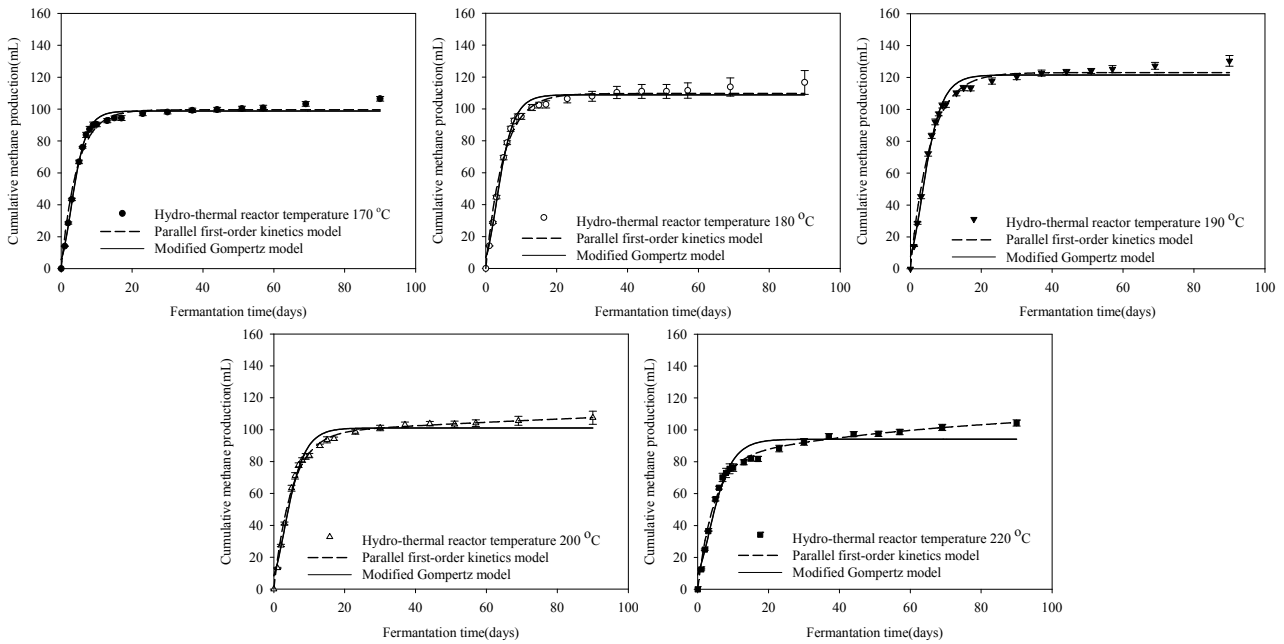 Cumulative methane production(mL)
160
140
120
100
80
60
40
20
0
Hydro-thermal reactor temperature 170 °C
Parallel first-order kinetics model
Modified Gompertz model
0 20 40 60 80 100
Fermantation time(days)
Cumulative methane production(mL)
160
140
120
100
80
60
40
20
0
Hydro-thermal reactor temperature 180 °C
Parallel first-order kinetics model
Modified Gompertz model
0 20 40 60 80 100
Fermantation time(days)
Cumulative methane production(mL)
160
140
120
100
80
60
40
20
0
Hydro-thermal reactor temperature 190 °C
Parallel first-order kinetics model
Modified Gompertz model
0 20 40 60 80 100
Fermantation time(days)
Cumulative methane production(mL)
160
140
120
100
80
60
40
20
0
Hydro-thermal reactor temperature 200 °C
Parallel first-order kinetics model
Modified Gompertz model
0 20 40 60 80 100
Fermantation time(days)
Cumulative methane production(mL)
160
140
120
100
80
60
40
20
0
Hydro-thermal reactor temperature 220 °C
Parallel first-order kinetics model
Modified Gompertz model
0 20 40 60 80 100
Fermantation time(days)